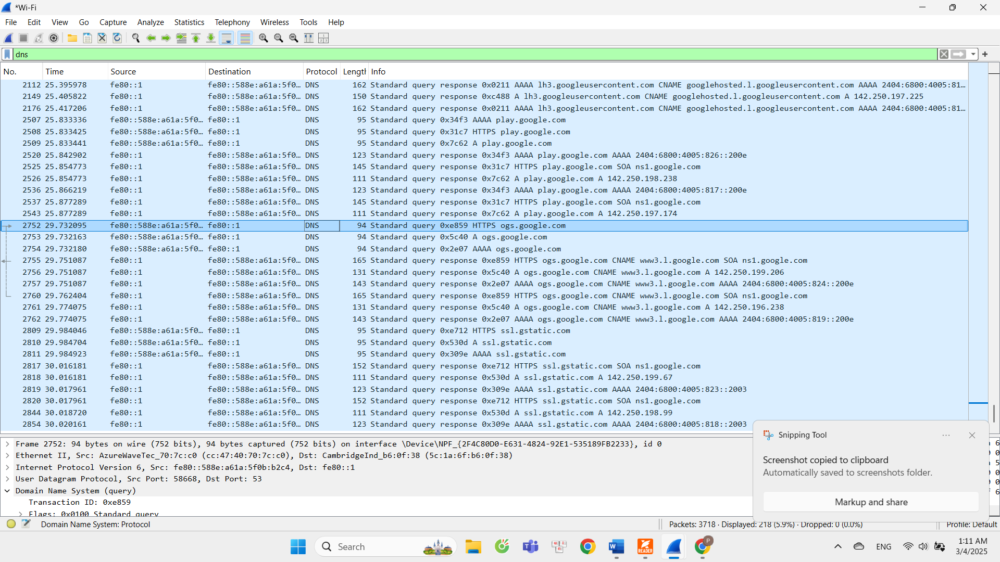 *Wi-Fi
File Edit View Go Capture Analyze Statistics Telephony Wireless Tools Help
dns
No. Time Source Destination Protocol Length Info
2112 25.395978 fe80::1 fe80::588e:a61a:5f0… DNS 162 Standard query response 0x0211 AAAA lh3.googleusercontent.com CNAME googlehosted.l.googleusercontent.com AAAA 2404:6800:4005:81…
2149 25.405822 fe80::1 fe80::588e:a61a:5f0… DNS 150 Standard query response 0xc488 A lh3.googleusercontent.com CNAME googlehosted.l.googleusercontent.com A 142.250.197.225
2176 25.417206 fe80::1 fe80::588e:a61a:5f0… DNS 162 Standard query response 0x0211 AAAA lh3.googleusercontent.com CNAME googlehosted.l.googleusercontent.com AAAA 2404:6800:4005:81…
2507 25.833336 fe80::588e:a61a:5f0… fe80::1 DNS 95 Standard query 0x34f3 AAAA play.google.com
2508 25.833425 fe80::588e:a61a:5f0… fe80::1 DNS 95 Standard query 0x31c7 HTTPS play.google.com
2509 25.833441 fe80::588e:a61a:5f0… fe80::1 DNS 95 Standard query 0x7c62 A play.google.com
2520 25.842902 fe80::1 fe80::588e:a61a:5f0… DNS 123 Standard query response 0x34f3 AAAA play.google.com AAAA 2404:6800:4005:826::200e
2525 25.854773 fe80::1 fe80::588e:a61a:5f0… DNS 145 Standard query response 0x31c7 HTTPS play.google.com SOA ns1.google.com
2526 25.854773 fe80::1 fe80::588e:a61a:5f0… DNS 111 Standard query response 0x7c62 A play.google.com A 142.250.198.238
2536 25.866219 fe80::1 fe80::588e:a61a:5f0… DNS 123 Standard query response 0x34f3 AAAA play.google.com AAAA 2404:6800:4005:817::200e
2537 25.877289 fe80::1 fe80::588e:a61a:5f0… DNS 145 Standard query response 0x31c7 HTTPS play.google.com SOA ns1.google.com
2543 25.877289 fe80::1 fe80::588e:a61a:5f0… DNS 111 Standard query response 0x7c62 A play.google.com A 142.250.197.174
2752 29.732095 fe80::588e:a61a:5f0… fe80::1 DNS 94 Standard query 0xe859 HTTPS ogs.google.com
2753 29.732163 fe80::588e:a61a:5f0… fe80::1 DNS 94 Standard query 0x5c40 A ogs.google.com
2754 29.732180 fe80::588e:a61a:5f0… fe80::1 DNS 94 Standard query 0x2e07 AAAA ogs.google.com
2755 29.751087 fe80::1 fe80::588e:a61a:5f0… DNS 165 Standard query response 0xe859 HTTPS ogs.google.com CNAME www3.l.google.com SOA ns1.google.com
2756 29.751087 fe80::1 fe80::588e:a61a:5f0… DNS 131 Standard query response 0x5c40 A ogs.google.com CNAME www3.l.google.com A 142.250.199.206
2757 29.751087 fe80::1 fe80::588e:a61a:5f0… DNS 143 Standard query response 0x2e07 AAAA ogs.google.com CNAME www3.l.google.com AAAA 2404:6800:4005:824::200e
2760 29.762404 fe80::1 fe80::588e:a61a:5f0… DNS 165 Standard query response 0xe859 HTTPS ogs.google.com CNAME www3.l.google.com SOA ns1.google.com
2761 29.774075 fe80::1 fe80::588e:a61a:5f0… DNS 131 Standard query response 0x5c40 A ogs.google.com CNAME www3.l.google.com A 142.250.196.238
2762 29.774075 fe80::1 fe80::588e:a61a:5f0… DNS 143 Standard query response 0x2e07 AAAA ogs.google.com CNAME www3.l.google.com AAAA 2404:6800:4005:819::200e
2809 29.984046 fe80::588e:a61a:5f0… fe80::1 DNS 95 Standard query 0xe712 HTTPS ssl.gstatic.com
2810 29.984704 fe80::588e:a61a:5f0… fe80::1 DNS 95 Standard query 0x530d A ssl.gstatic.com
2811 29.984923 fe80::588e:a61a:5f0… fe80::1 DNS 95 Standard query 0x309e AAAA ssl.gstatic.com
2817 30.016181 fe80::1 fe80::588e:a61a:5f0… DNS 152 Standard query response 0xe712 HTTPS ssl.gstatic.com SOA ns1.google.com
2818 30.016181 fe80::1 fe80::588e:a61a:5f0… DNS 111 Standard query response 0x530d A ssl.gstatic.com A 142.250.199.67
2819 30.017961 fe80::1 fe80::588e:a61a:5f0… DNS 123 Standard query response 0x309e AAAA ssl.gstatic.com AAAA 2404:6800:4005:823::2003
2820 30.017961 fe80::1 fe80::588e:a61a:5f0… DNS 152 Standard query response 0xe712 HTTPS ssl.gstatic.com SOA ns1.google.com
2844 30.018720 fe80::1 fe80::588e:a61a:5f0… DNS 111 Standard query response 0x530d A ssl.gstatic.com A 142.250.198.99
2854 30.020161 fe80::1 fe80::588e:a61a:5f0… DNS 123 Standard query response 0x309e AAAA ssl.gstatic.com AAAA 2404:6800:4005:818::2003
Frame 2752: 94 bytes on wire (752 bits), 94 bytes captured (752 bits) on interface \Device\NPF_{2F4C80D0-E631-4824-92E1-535189FB2233}, id 0
Ethernet II, Src: AzureWaveTec_70:7c:c0 (cc:47:40:70:7c:c0), Dst: CambridgeInd_b6:0f:38 (5c:1a:6f:b6:0f:38)
Internet Protocol Version 6, Src: fe80::588e:a61a:5f0b:b2c4, Dst: fe80::1
User Datagram Protocol, Src Port: 58668, Dst Port: 53
Domain Name System (query)
Transaction ID: 0xe859
Flags: 0x0100 Standard query
Snipping Tool
Screenshot copied to clipboard
Automatically saved to screenshots folder.
Markup and share
Domain Name System: Protocol
Packets: 3718 · Displayed: 218 (5.9%) · Dropped: 0 (0.0%)
Profile: Default
Search
READER
P
ENG
1:11 AM
3/4/2025